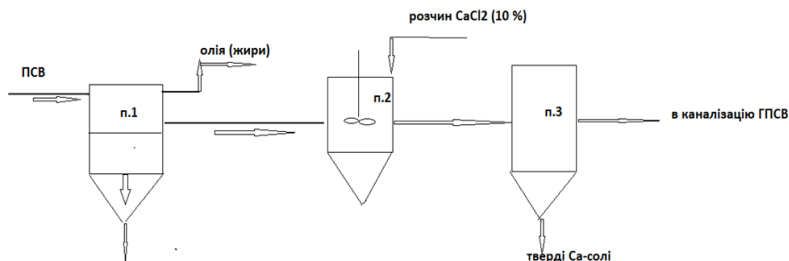 розчин CaCl2 (10 %)
олія (жири)
ПСВ
п.1
п.2
п.3
в каналізацію ГПСВ
тверді Са-солі